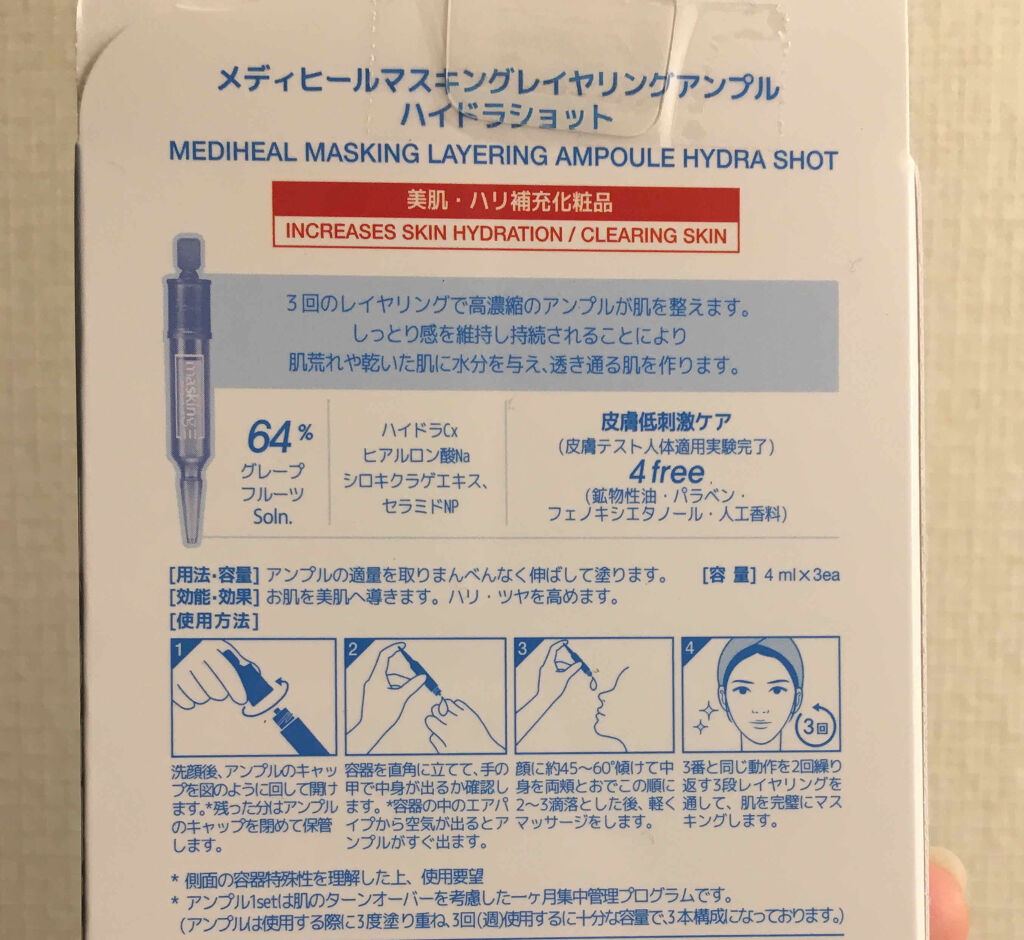 メディヒールマスキングレイヤリングアンプル
ハイドラショット
MEDIHEAL MASKING LAYERING AMPOULE HYDRA SHOT
美肌・ハリ補充化粧品
INCREASES SKIN HYDRATION / CLEARING SKIN
3回のレイヤリングで高濃縮のアンプルが肌を整えます。
しっとり感を維持し持続されることにより
肌荒れや乾いた肌に水分を与え、透き通る肌を作ります。
masking
64%
グレープ
フルーツ
Soln.
ハイドラCx
ヒアルロン酸Na
シロキクラゲエキス、
セラミドNP
皮膚低刺激ケア
(皮膚テスト人体適用実験完了)
4 free
(鉱物性油・パラベン・
フェノキシエタノール・人工香料)
[用法・容量] アンプルの適量を取りまんべんなく伸ばして塗ります。 [容 量] 4 ml×3ea
[効能・効果] お肌を美肌へ導きます。ハリ・ツヤを高めます。
[使用方法]
1
洗顔後、アンプルのキャッ
プを図のように回して開け
ます。*残った分はアンプル
のキャップを閉めて保管
します。
2
容器を直角に立てて、手の
甲で中身が出るか確認し
ます。*容器の中のエアパ
イプから空気が出るとア
ンプルがすぐ出ます。
3
顔に約45〜60°傾けて中
身を両頬とおでこの順に
2〜3滴落とした後、軽く
マッサージをします。
4
3回
3番と同じ動作を2回繰り
返す3段レイヤリングを
通して、肌を完璧にマス
キングします。
* 側面の容器特殊性を理解した上、使用要望
* アンプル1setは肌のターンオーバーを考慮した一ヶ月集中管理プログラムです。
(アンプルは使用する際に3度塗り重ね、3回(週)使用するに十分な容量で、3本構成になっております。)